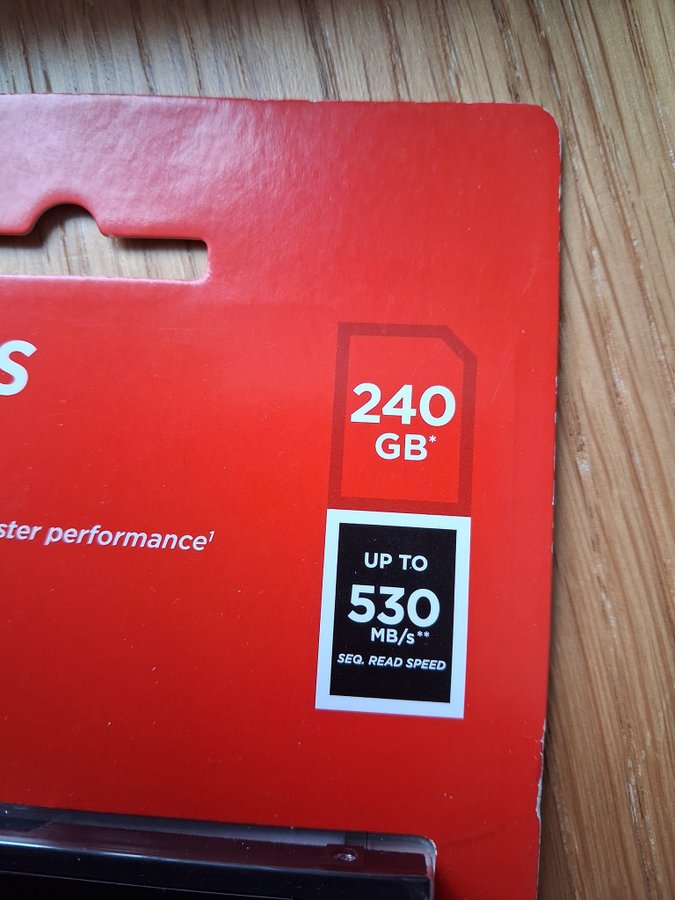 S
240
GB*
ster performance¹
UP TO
530
MB/s**
SEQ. READ SPEED